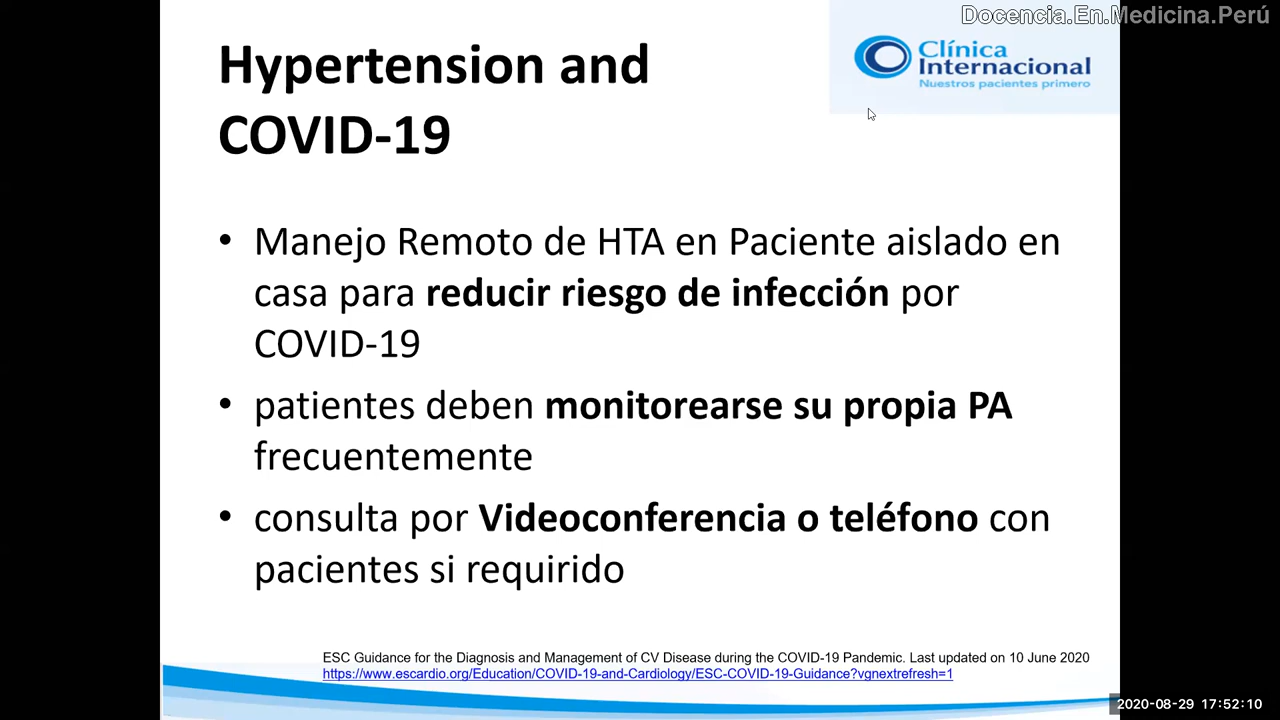 Docencia.En.Medicina.Perú
Hypertension and
COVID-19
Clínica
Internacional
Nuestros pacientes primero
• Manejo Remoto de HTA en Paciente aislado en
casa para reducir riesgo de infección por
COVID-19
• patientes deben monitorearse su propia PA
frecuentemente
• consulta por Videoconferencia o teléfono con
pacientes si requirido
ESC Guidance for the Diagnosis and Management of CV Disease during the COVID-19 Pandemic. Last updated on 10 June 2020
https://www.escardio.org/Education/COVID-19-and-Cardiology/ESC-COVID-19-Guidance?vgnextrefresh=1
2020-08-29 17:52:10